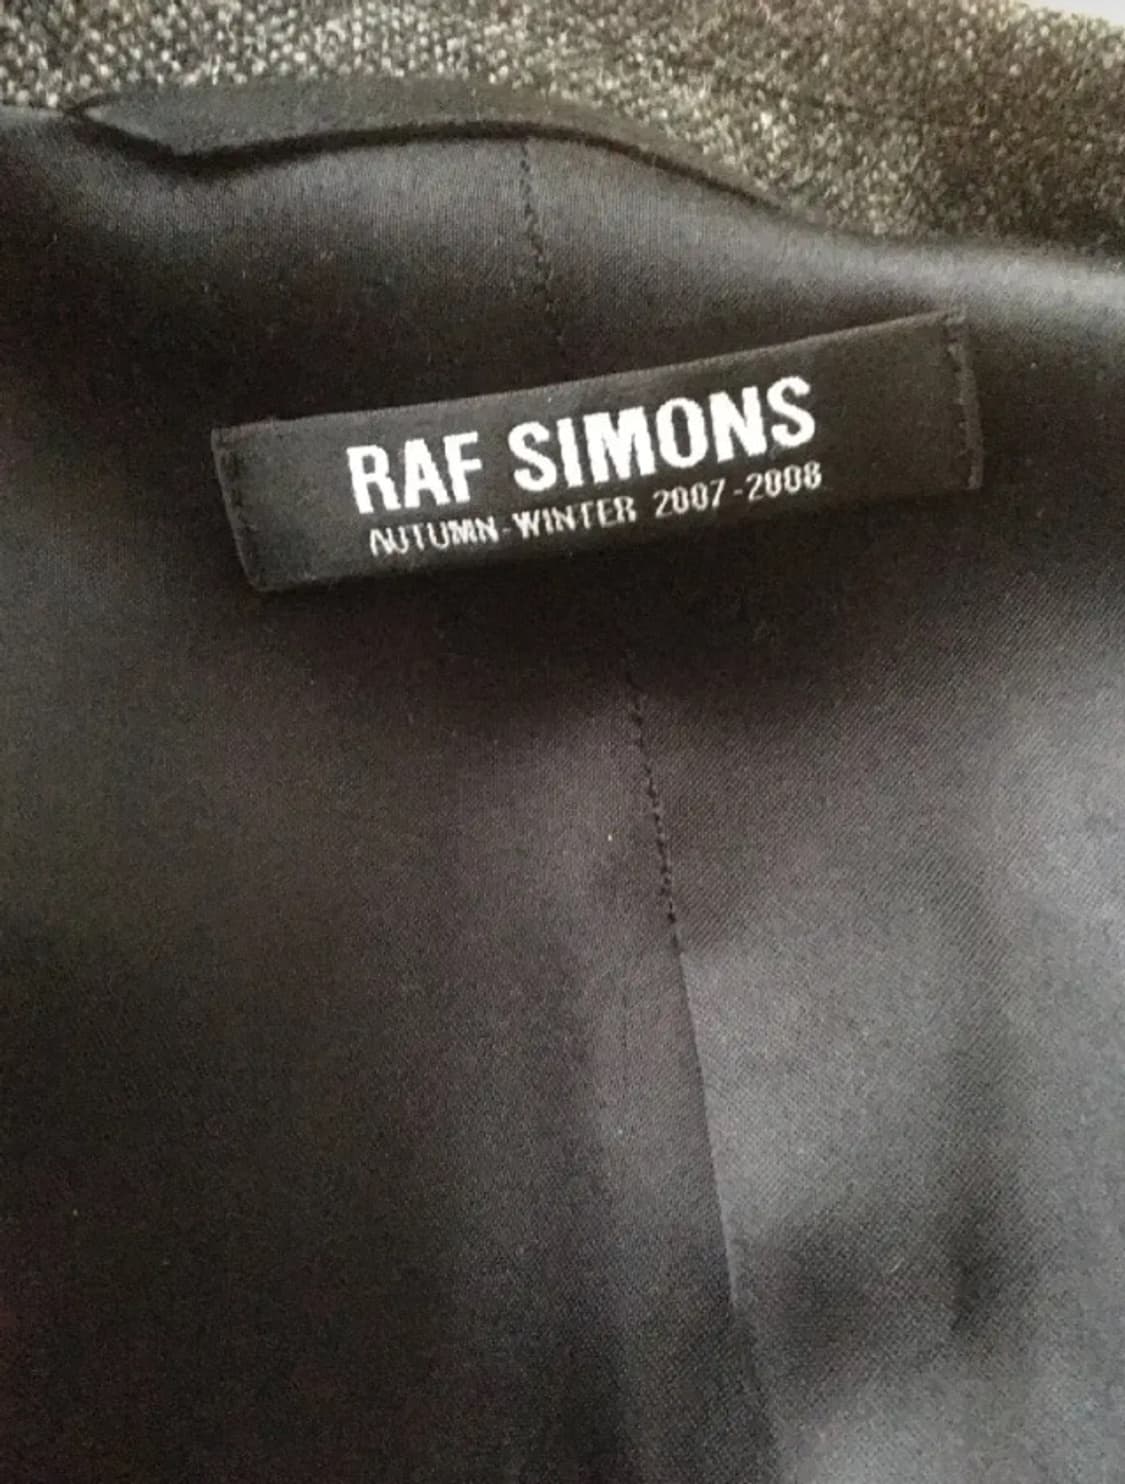 RAF SIMONS
AUTUMN-WINTER 2007-2008